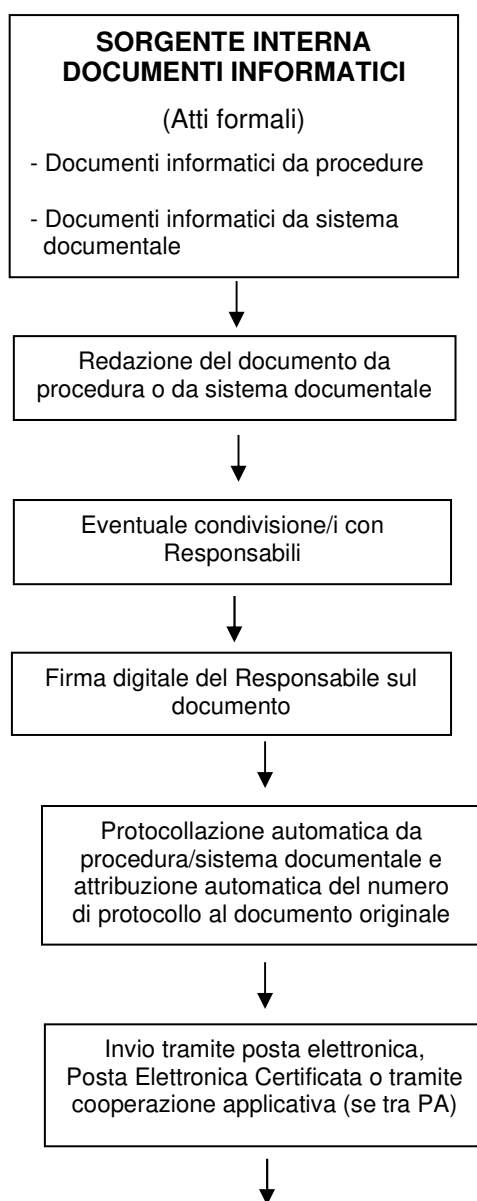 SORGENTE INTERNA
DOCUMENTI INFORMATICI
(Atti formali)
- Documenti informatici da procedure
- Documenti informatici da sistema
documentale
Redazione del documento da
procedura o da sistema documentale
Eventuale condivisione/i con
Responsabili
Firma digitale del Responsabile sul
documento
Protocollazione automatica da
procedura/sistema documentale e
attribuzione automatica del numero
di protocollo al documento originale
Invio tramite posta elettronica,
Posta Elettronica Certificata o tramite
cooperazione applicativa (se tra PA)